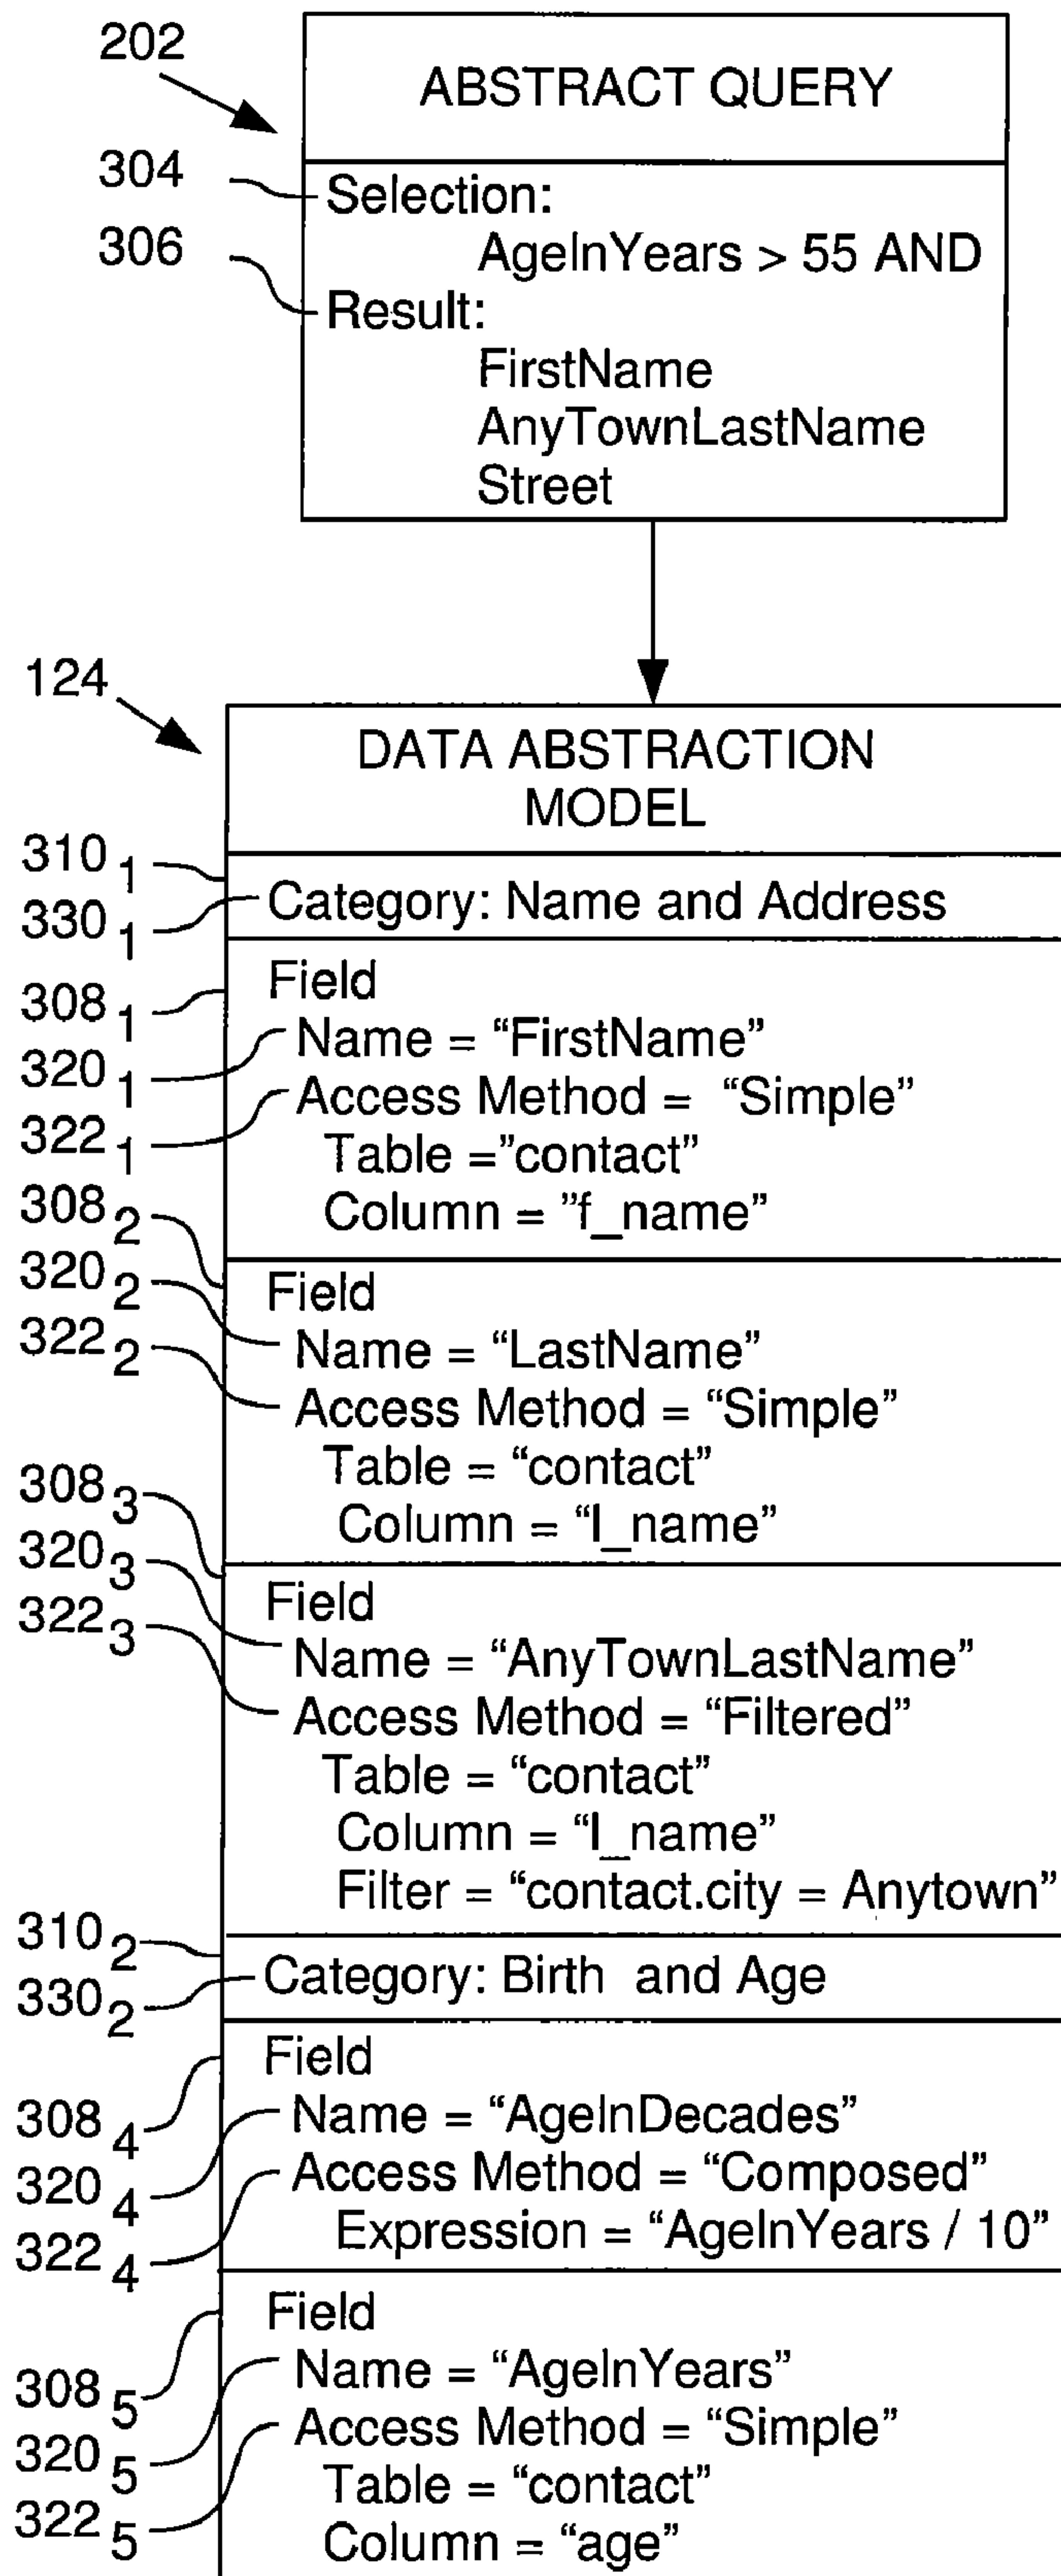 202
ABSTRACT QUERY
304
Selection:
AgeInYears > 55 AND
306
Result:
FirstName
AnyTownLastName
Street
124
DATA ABSTRACTION
MODEL
310 1
330 1
Category: Name and Address
308 1
Field
320 1
Name = “FirstName”
322 1
Access Method = “Simple”
Table =”contact”
Column = ”f_name”
308 2
Field
320 2
Name = “LastName”
322 2
Access Method = “Simple”
Table = “contact”
Column = “l_name”
308 3
Field
320 3
Name = “AnyTownLastName”
322 3
Access Method = “Filtered”
Table = “contact”
Column = “l_name”
Filter = “contact.city = Anytown”
310 2
330 2
Category: Birth and Age
308 4
Field
320 4
Name = “AgeInDecades”
322 4
Access Method = “Composed”
Expression = “AgeInYears / 10”
308 5
Field
320 5
Name = “AgeInYears”
322 5
Access Method = “Simple”
Table = “contact”
Column = “age”